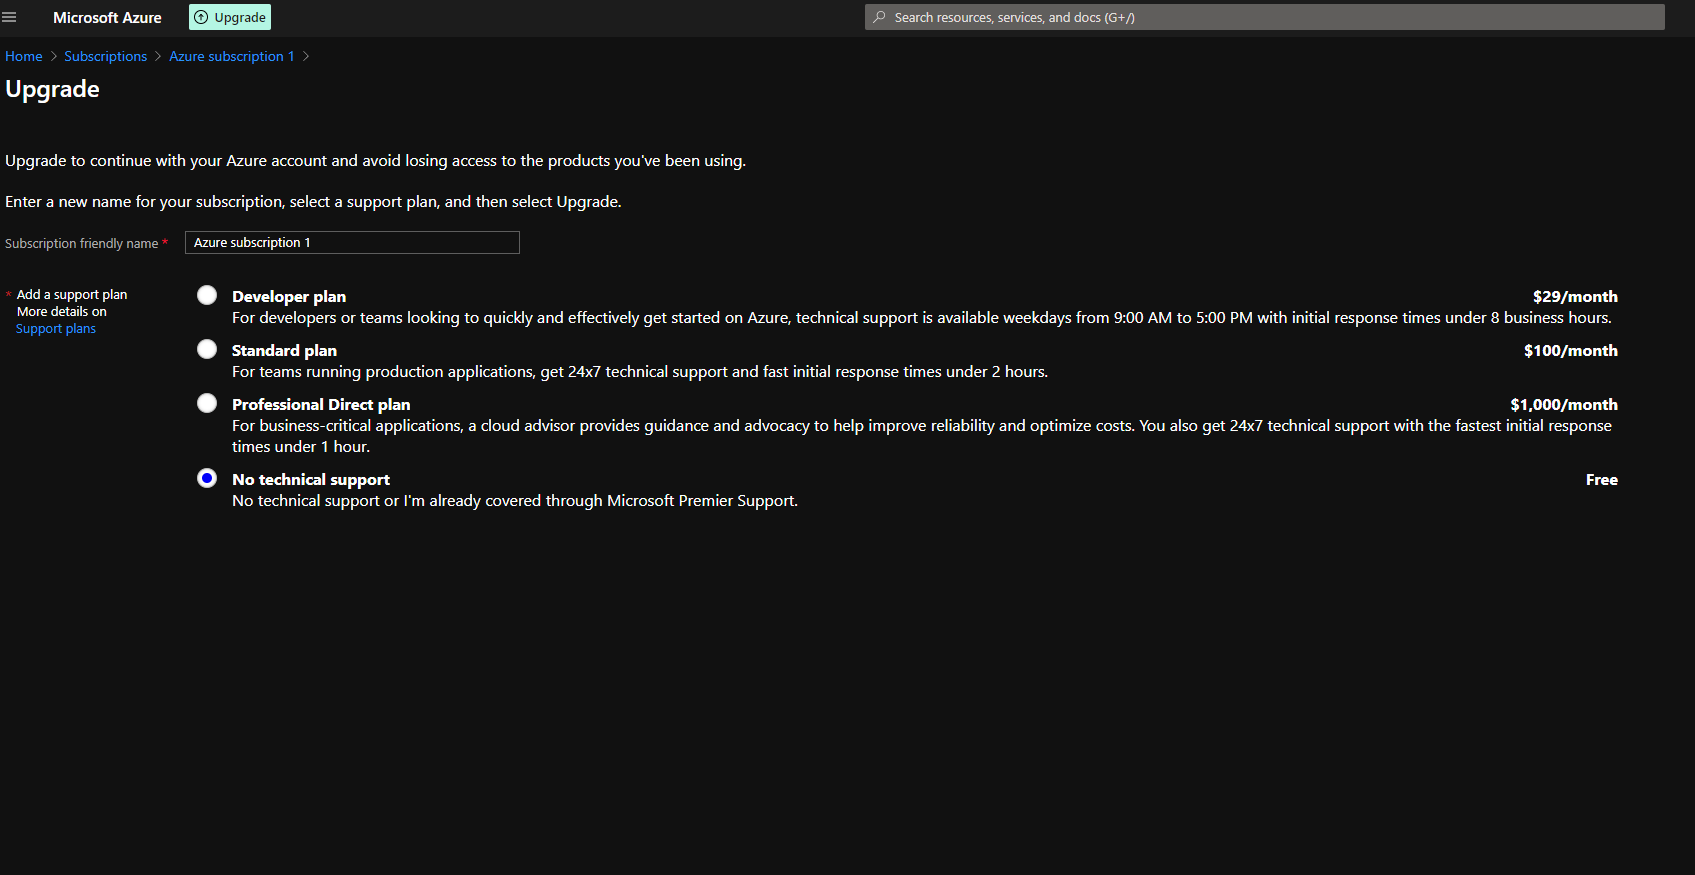 Microsoft Azure
Upgrade
Search resources, services, and docs (G+/)
Home > Subscriptions > Azure subscription 1 >
Upgrade
Upgrade to continue with your Azure account and avoid losing access to the products you've been using.
Enter a new name for your subscription, select a support plan, and then select Upgrade.
Subscription friendly name *
Azure subscription 1
* Add a support plan
More details on
Support plans
Developer plan
$29/month
For developers or teams looking to quickly and effectively get started on Azure, technical support is available weekdays from 9:00 AM to 5:00 PM with initial response times under 8 business hours.
Standard plan
$100/month
For teams running production applications, get 24x7 technical support and fast initial response times under 2 hours.
Professional Direct plan
$1,000/month
For business-critical applications, a cloud advisor provides guidance and advocacy to help improve reliability and optimize costs. You also get 24x7 technical support with the fastest initial response
times under 1 hour.
No technical support
Free
No technical support or I'm already covered through Microsoft Premier Support.